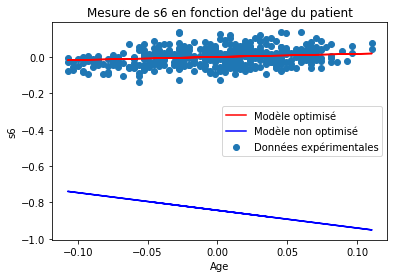 Mesure de s6 en fonction del'âge du patient
0.0
−0.2
−0.4
−0.6
−0.8
−1.0
s6
Modèle optimisé
Modèle non optimisé
Données expérimentales
−0.10
−0.05
0.00
0.05
0.10
Age